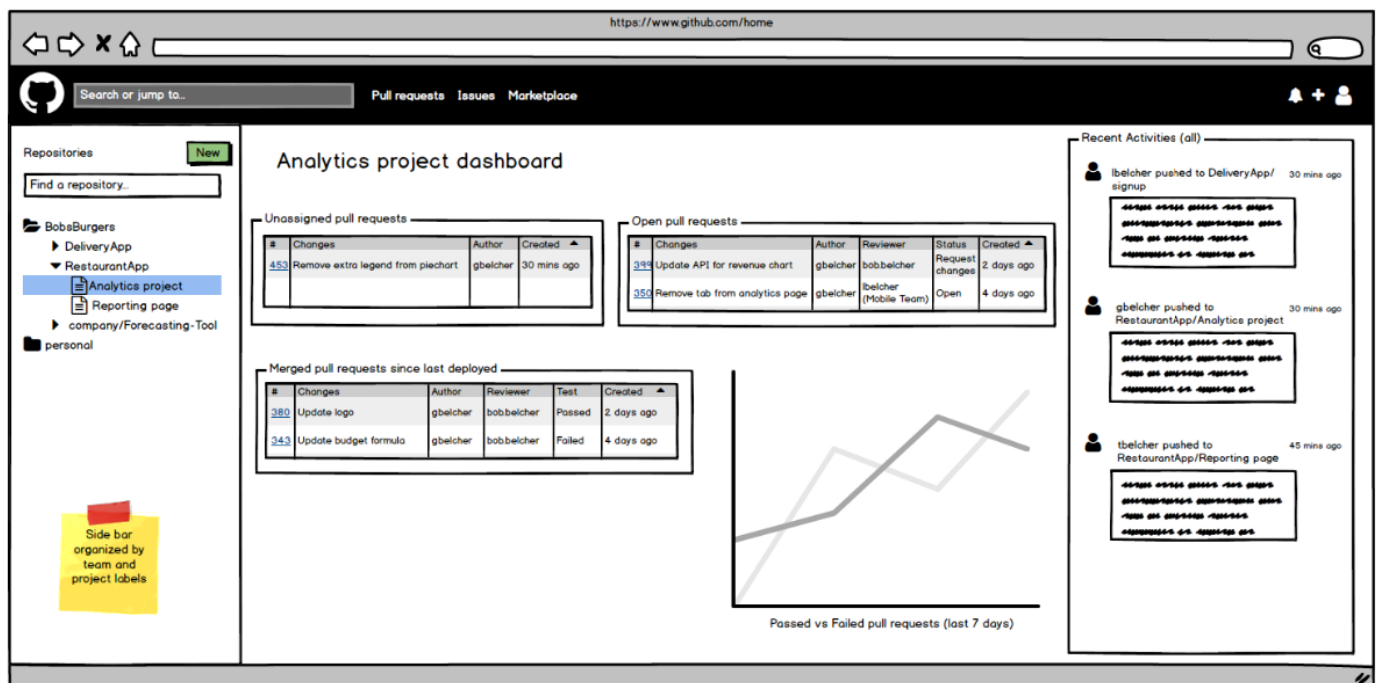 https://www.github.com/home
Search or jump to...
Pull requests Issues Marketplace
Repositories
New
Find a repository...
BobsBurgers
DeliveryApp
RestaurantApp
Analytics project
Reporting page
company/Forecasting-Tool
personal
Side bar
organized by
team and
project labels
Analytics project dashboard
Unassigned pull requests
# Changes Author Created
453 Remove extra legend from piechart gbelcher 30 mins ago
Open pull requests
# Changes Author Reviewer Status Created
399 Update API for revenue chart gbelcher bob.belcher Request changes 2 days ago
350 Remove tab from analytics page gbelcher lbelcher (Mobile Team) Open 4 days ago
Merged pull requests since last deployed
# Changes Author Reviewer Test Created
380 Update logo gbelcher bob.belcher Passed 2 days ago
343 Update budget formula gbelcher bob.belcher Failed 4 days ago
Passed vs Failed pull requests (last 7 days)
Recent Activities (all)
lbelcher pushed to DeliveryApp/ 30 mins ago
signup
gbelcher pushed to 30 mins ago
RestaurantApp/Analytics project
tbelcher pushed to 45 mins ago
RestaurantApp/Reporting page